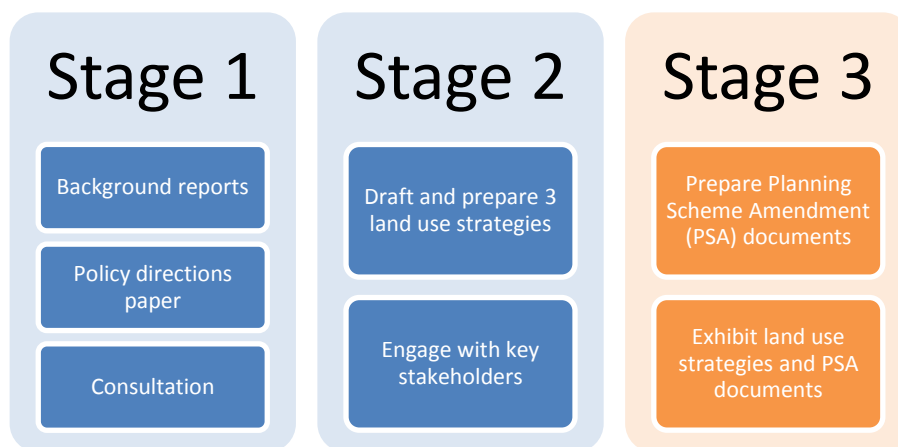 Stage 1
Background reports
Policy directions
paper
Consultation
Stage 2
Draft and prepare 3
land use strategies
Engage with key
stakeholders
Stage 3
Prepare Planning
Scheme Amendment
(PSA) documents
Exhibit land use
strategies and PSA
documents